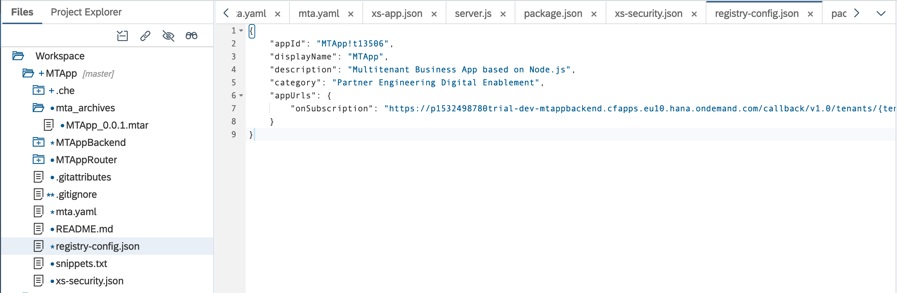 Files Project Explorer
ta.yaml × mta.yaml × xs-app.json × server.js × package.json × xs-security.json × registry-config.json × pac
Workspace
+ MTApp [master]
+ .che
mta_archives
MTApp_0.0.1.mtar
MTAppBackend
MTAppRouter
.gitattributes
** .gitignore
* mta.yaml
README.md
* registry-config.json
snippets.txt
xs-security.json
1 {
2 "appId": "MTApp!t13506",
3 "displayName": "MTApp",
4 "description": "Multitenant Business App based on Node.js",
5 "category": "Partner Engineering Digital Enablement",
6 "appUrls": {
7 "onSubscription": "https://p1532498780trial-dev-mtappbackend.cfapps.eu10.hana.ondemand.com/callback/v1.0/tenants/{ten
8 }
9 }